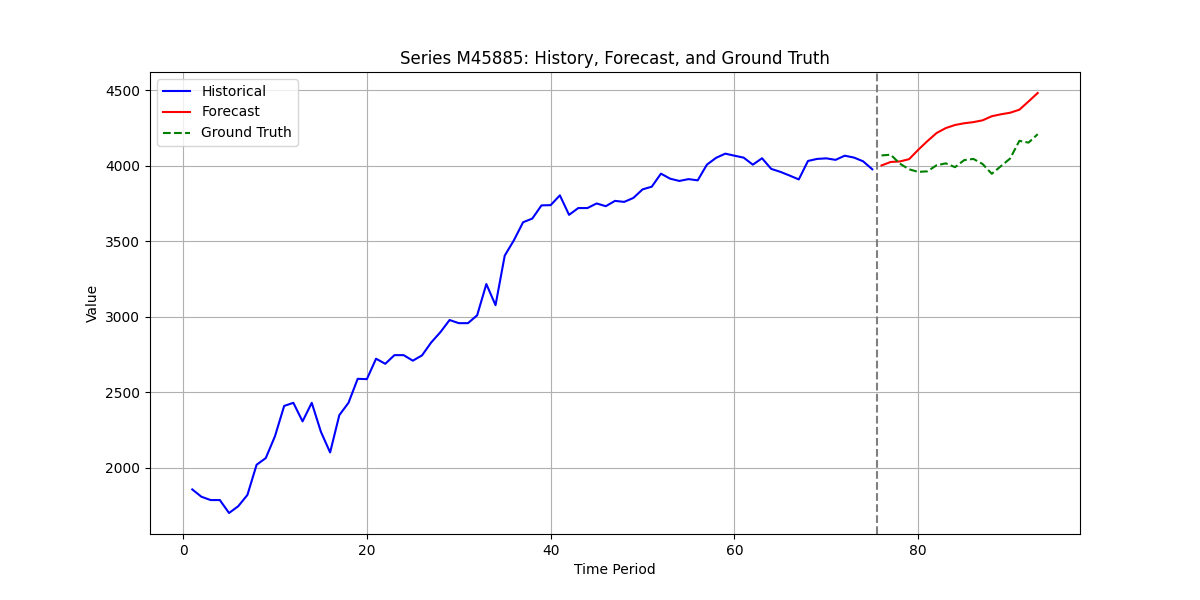 Series M45885: History, Forecast, and Ground Truth
Historical
Forecast
Ground Truth
4500
4000
3500
3000
2500
2000
Value
0 20 40 60 80
Time Period